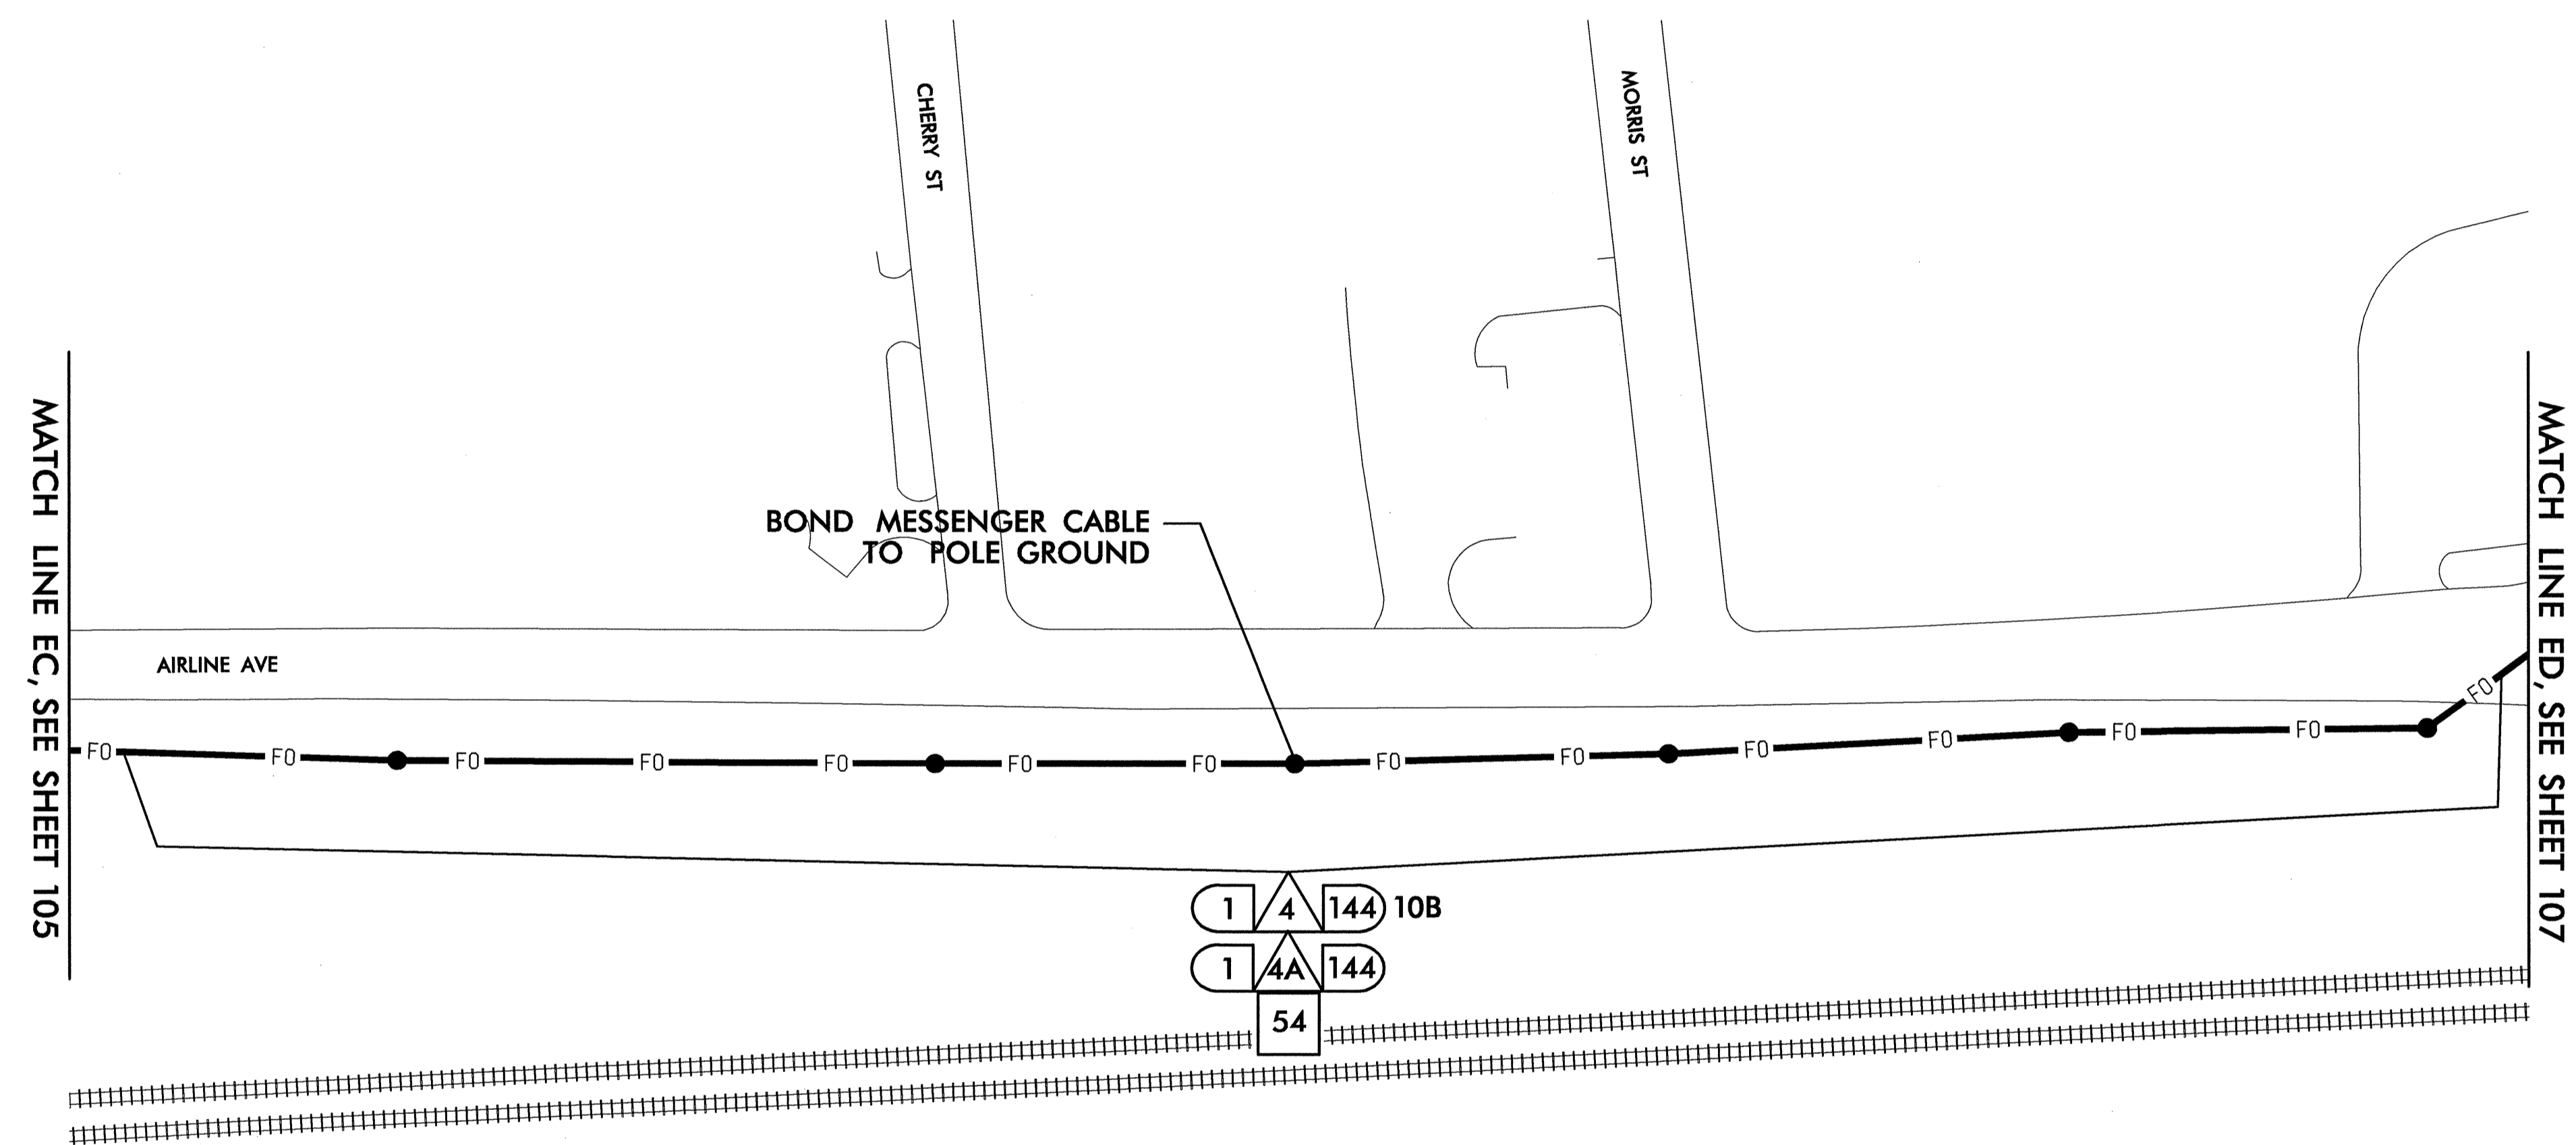 CHERRY ST
MORRIS ST
MATCH LINE EC, SEE SHEET 105
MATCH LINE ED, SEE SHEET 107
BOND MESSENGER CABLE
TO POLE GROUND
AIRLINE AVE
FO FO FO FO FO FO FO FO FO FO FO FO FO FO
1 4 144 10B
1 4A 144
54